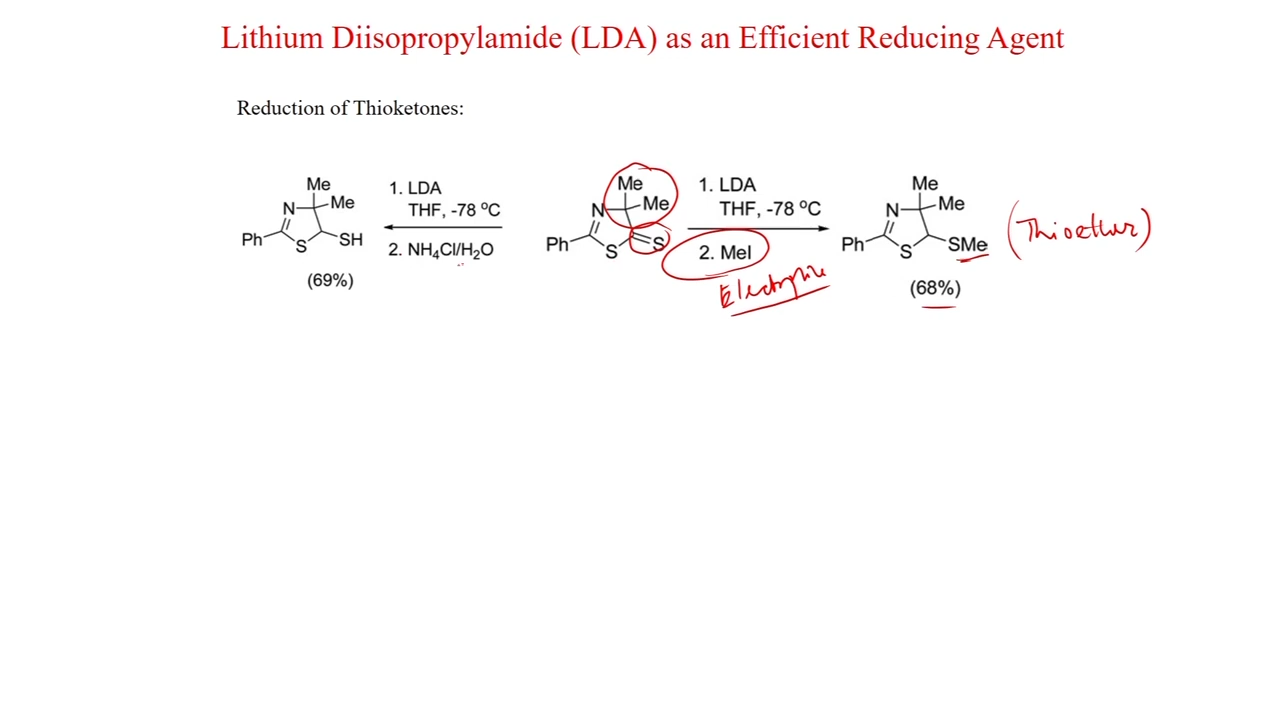 Lithium Diisopropylamide (LDA) as an Efficient Reducing Agent
Reduction of Thioketones:
Me
Me
N
Ph
S
SH
(69%)
1. LDA
THF, -78 ºC
2. NH₄Cl/H₂O
Me
Me
N
Ph
S
S
1. LDA
THF, -78 ºC
2. MeI
Electrophile
Me
Me
N
Ph
S
SMe
(68%)
(Thioether)